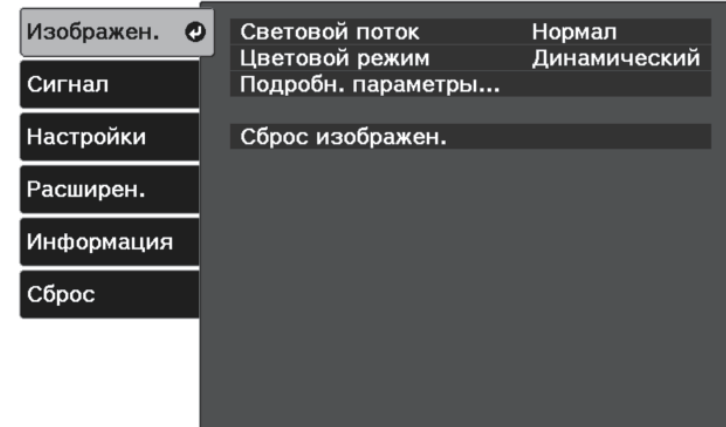 Изображен.
Световой поток Нормал
Цветовой режим Динамический
Сигнал
Подробн. параметры...
Настройки
Сброс изображен.
Расширен.
Информация
Сброс